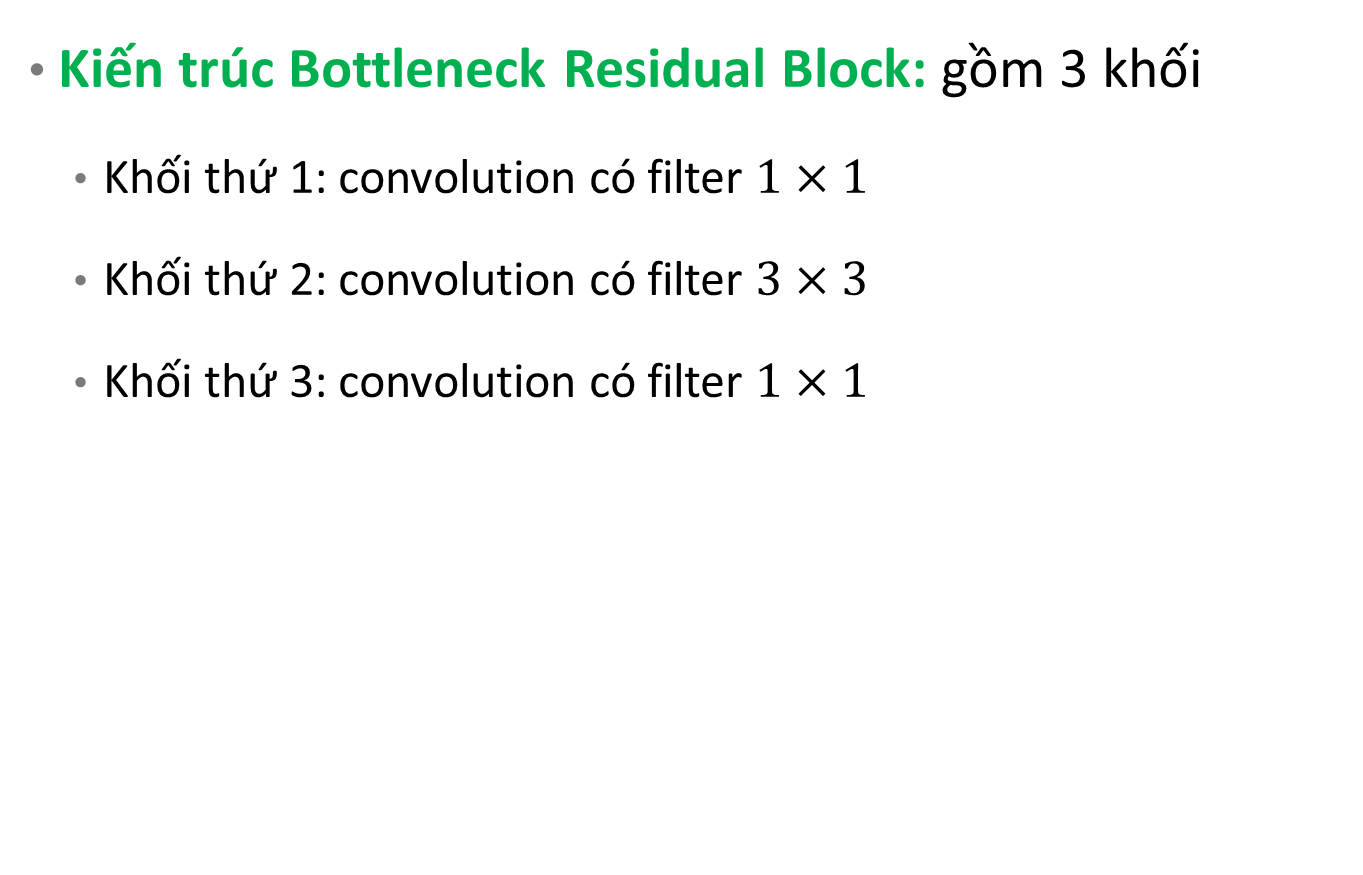 • Kiến trúc Bottleneck Residual Block: gồm 3 khối
• Khối thứ 1: convolution có filter 1 × 1
• Khối thứ 2: convolution có filter 3 × 3
• Khối thứ 3: convolution có filter 1 × 1